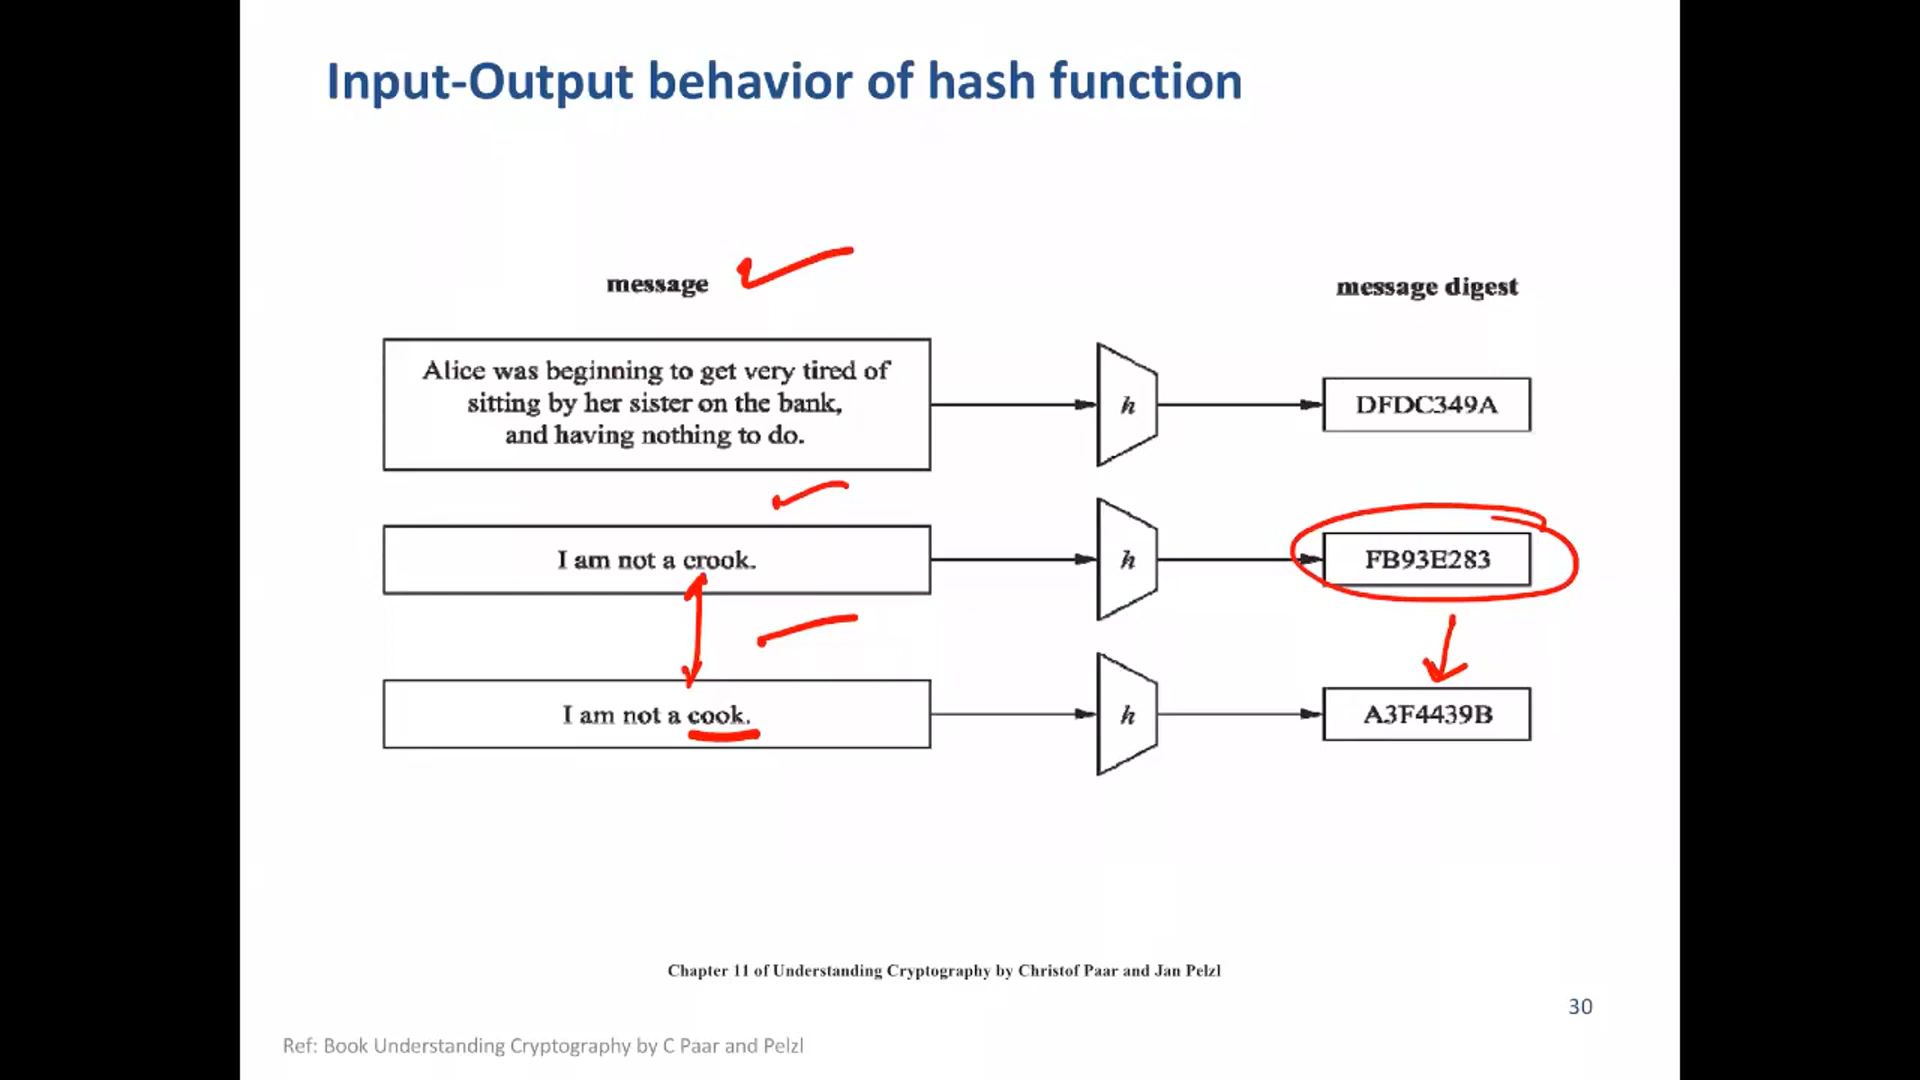 Input-Output behavior of hash function
message
message digest
Alice was beginning to get very tired of
sitting by her sister on the bank,
and having nothing to do.
h
DFDC349A
I am not a crook.
h
FB93E283
I am not a cook.
h
A3F4439B
Chapter 11 of Understanding Cryptography by Christof Paar and Jan Pelzl
30
Ref: Book Understanding Cryptography by C Paar and Pelzl